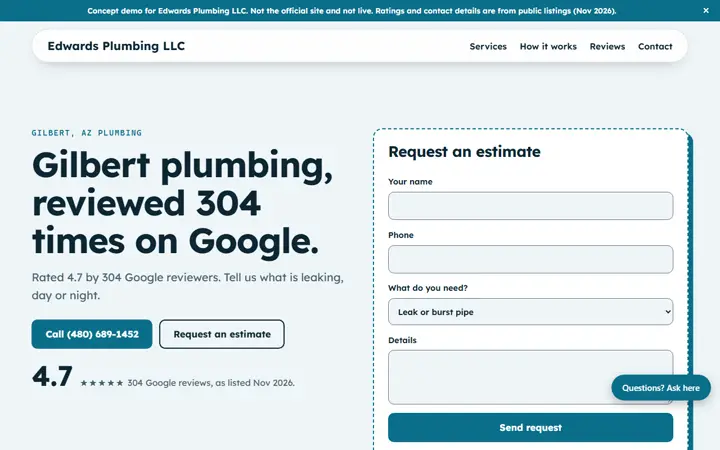 Concept demo for Edwards Plumbing LLC. Not the official site and not live. Ratings and contact details are from public listings (Nov 2026).
×
Edwards Plumbing LLC
Services
How it works
Reviews
Contact
GILBERT, AZ PLUMBING
Gilbert plumbing,
reviewed 304
times on Google.
Rated 4.7 by 304 Google reviewers. Tell us what is leaking,
day or night.
Call (480) 689-1452
Request an estimate
4.7
★★★★★ 304 Google reviews, as listed Nov 2026.
Request an estimate
Your name
Phone
What do you need?
Leak or burst pipe
Details
Questions? Ask here
Send request